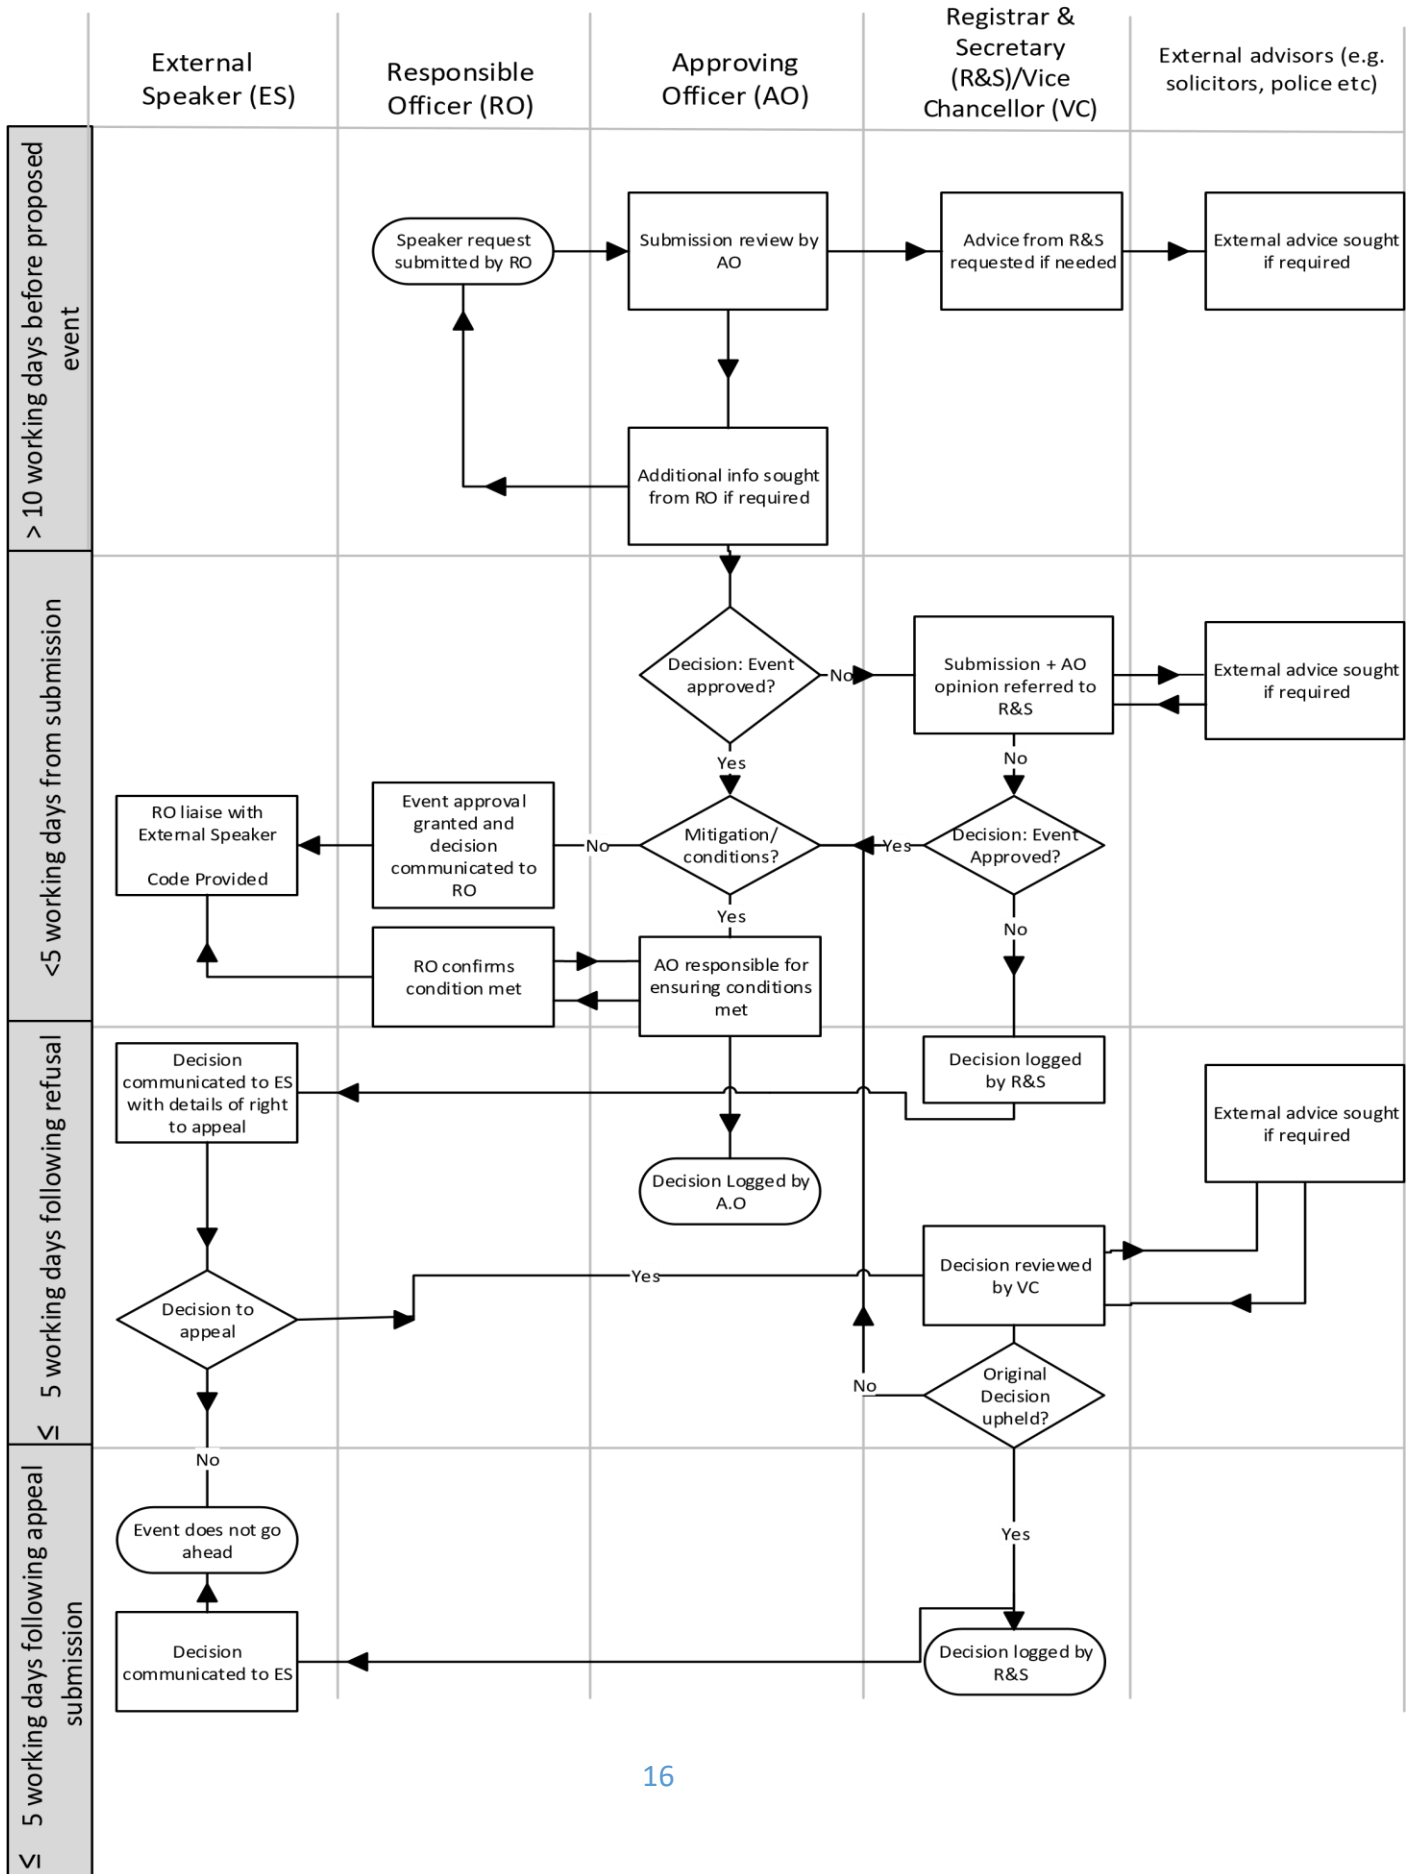 External
Speaker (ES)
Responsible
Officer (RO)
Approving
Officer (AO)
Registrar &
Secretary
(R&S)/Vice
Chancellor (VC)
External advisors (e.g.
solicitors, police etc)
> 10 working days before proposed
event
Speaker request
submitted by RO
Submission review by
AO
Advice from R&S
requested if needed
External advice sought
if required
Additional info sought
from RO if required
<5 working days from submission
Decision: Event
approved?
No
Submission + AO
opinion referred to
R&S
External advice sought
if required
Yes
No
RO liaise with
External Speaker
Code Provided
Event approval
granted and
decision
communicated to
RO
No
Mitigation/
conditions?
Yes
Decision: Event
Approved?
Yes
No
RO confirms
condition met
AO responsible for
ensuring conditions
met
≤ 5 working days following refusal
Decision
communicated to ES
with details of right
to appeal
Decision logged
by R&S
External advice sought
if required
Decision Logged by
A.O
Decision to
appeal
Yes
Decision reviewed
by VC
No
Original
Decision
upheld?
≤ 5 working days following appeal
submission
No
Event does not go
ahead
Yes
Decision
communicated to ES
Decision logged by
R&S
16